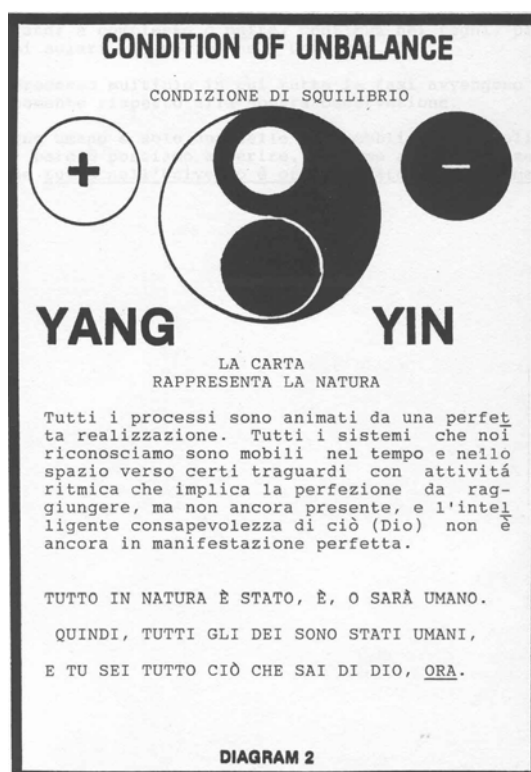 CONDITION OF UNBALANCE
CONDIZIONE DI SQUILIBRIO
+ −
YANG YIN
LA CARTA
RAPPRESENTA LA NATURA
Tutti i processi sono animati da una perfet
ta realizzazione. Tutti i sistemi che noi
riconosciamo sono mobili nel tempo e nello
spazio verso certi traguardi con attivitá
ritmica che implica la perfezione da rag-
giungere, ma non ancora presente, e l'intel
ligente consapevolezza di ciò (Dio) non è
ancora in manifestazione perfetta.
TUTTO IN NATURA È STATO, È, O SARÀ UMANO.
QUINDI, TUTTI GLI DEI SONO STATI UMANI,
E TU SEI TUTTO CIÒ CHE SAI DI DIO, ORA.
DIAGRAM 2